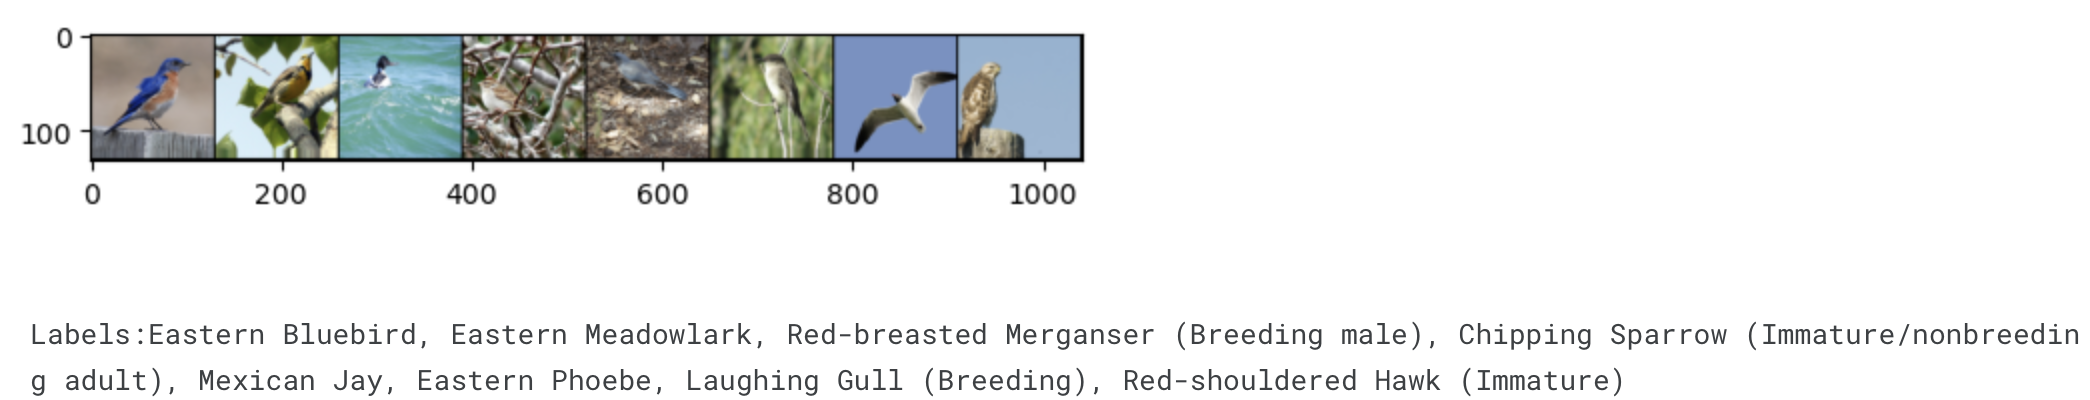 0
100
0 200 400 600 800 1000
Labels:Eastern Bluebird, Eastern Meadowlark, Red-breasted Merganser (Breeding male), Chipping Sparrow (Immature/nonbreedin
g adult), Mexican Jay, Eastern Phoebe, Laughing Gull (Breeding), Red-shouldered Hawk (Immature)